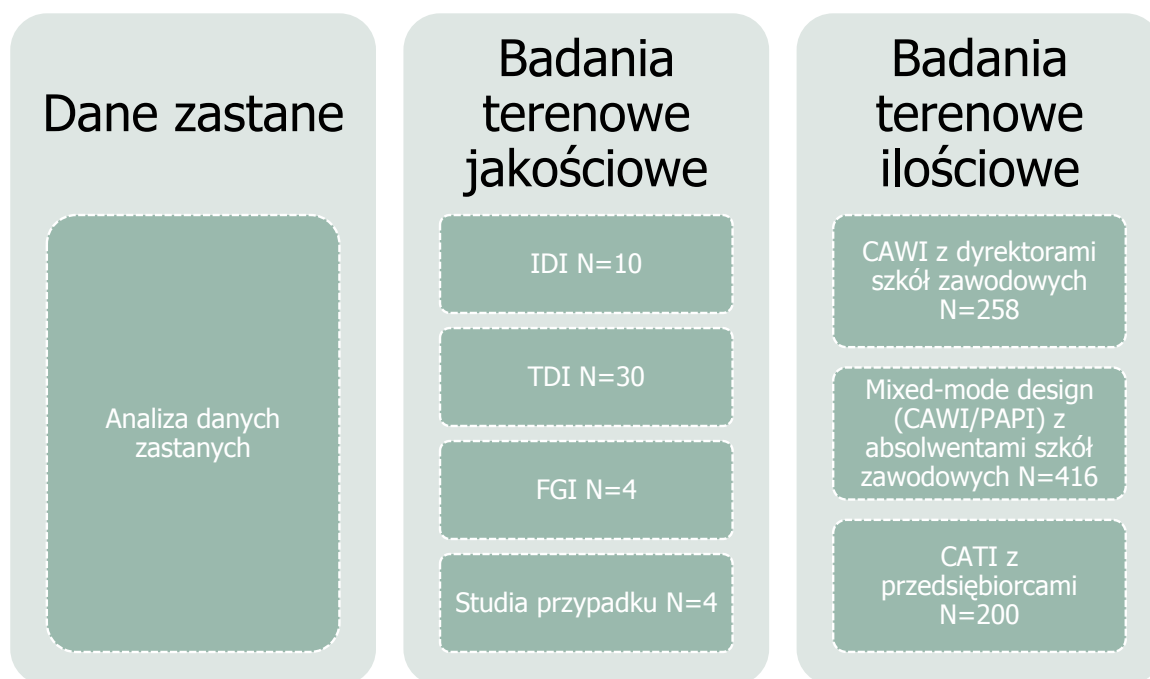 Dane zastane
Analiza danych
zastanych
Badania
terenowe
jakościowe
IDI N=10
TDI N=30
FGI N=4
Studia przypadku N=4
Badania
terenowe
ilościowe
CAWI z dyrektorami
szkół zawodowych
N=258
Mixed-mode design
(CAWI/PAPI) z
absolwentami szkół
zawodowych N=416
CATI z
przedsiębiorcami
N=200